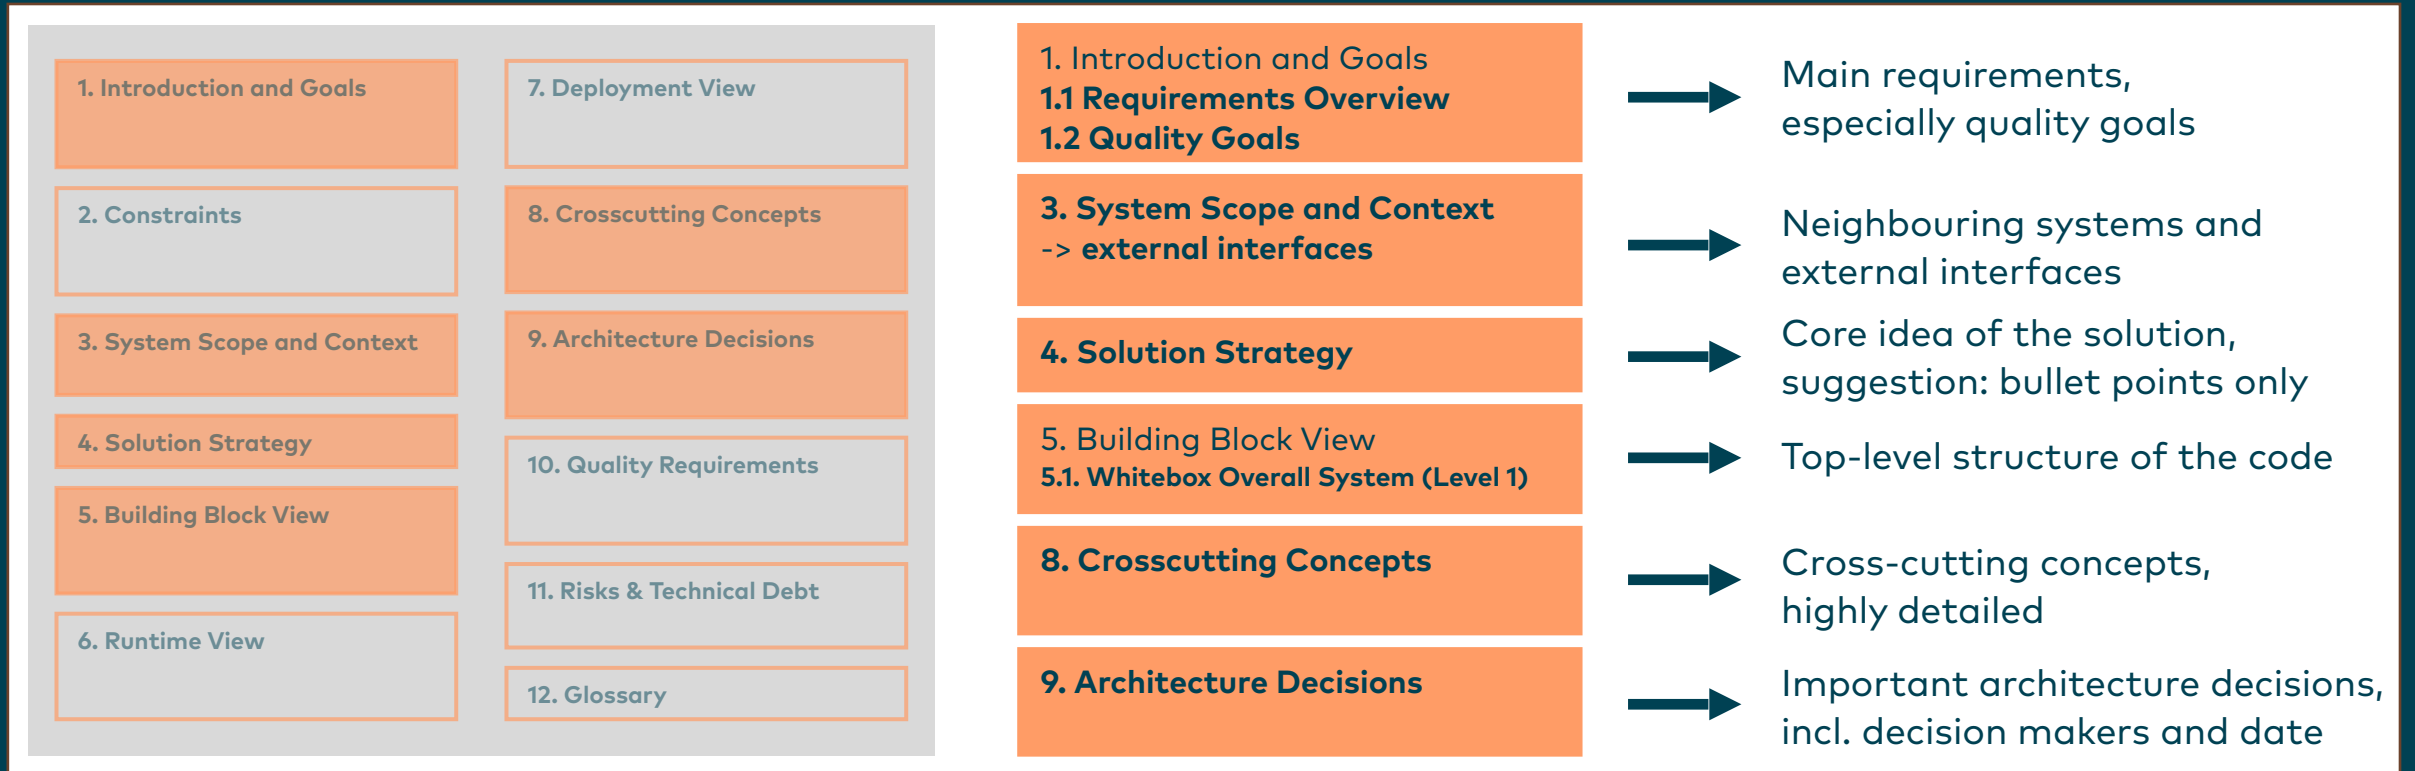 1. Introduction and Goals
2. Constraints
3. System Scope and Context
4. Solution Strategy
5. Building Block View
6. Runtime View
7. Deployment View
8. Crosscutting Concepts
9. Architecture Decisions
10. Quality Requirements
11. Risks & Technical Debt
12. Glossary
1. Introduction and Goals
1.1 Requirements Overview
1.2 Quality Goals
Main requirements,
especially quality goals
3. System Scope and Context
-> external interfaces
Neighbouring systems and
external interfaces
4. Solution Strategy
Core idea of the solution,
suggestion: bullet points only
5. Building Block View
5.1. Whitebox Overall System (Level 1)
Top-level structure of the code
8. Crosscutting Concepts
Cross-cutting concepts,
highly detailed
9. Architecture Decisions
Important architecture decisions,
incl. decision makers and date